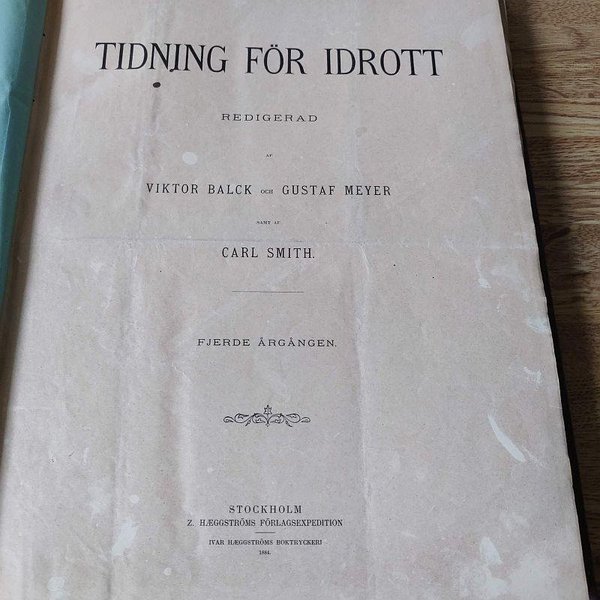 TIDNING FÖR IDROTT
REDIGERAD
AF
VIKTOR BALCK OCH GUSTAF MEYER
SAMT AF
CARL SMITH.
FJERDE ÅRGÅNGEN.
STOCKHOLM
Z. HÆGGSTRÖMS FÖRLAGSEXPEDITION
IVAR HÆGGSTRÖMS BOKTRYCKERI
1884.